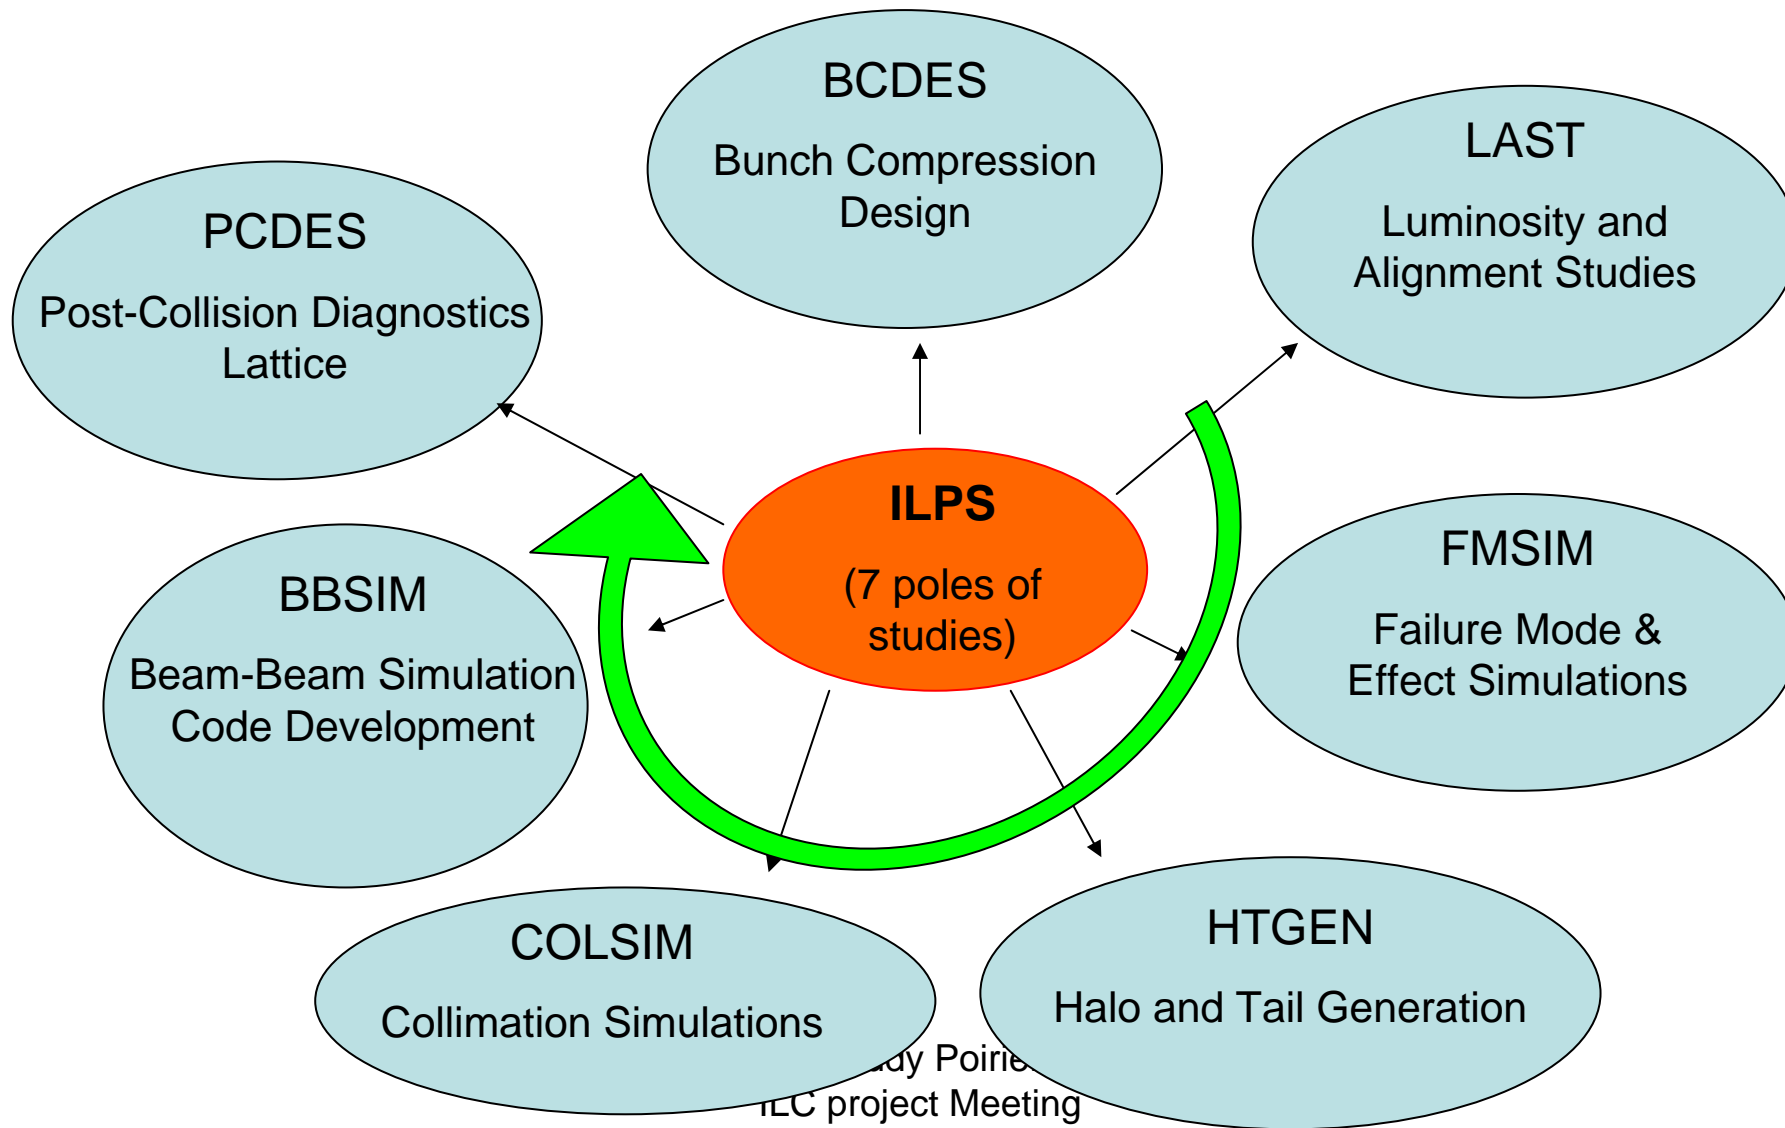 BCDES
Bunch Compression
Design
LAST
Luminosity and
Alignment Studies
PCDES
Post-Collision Diagnostics
Lattice
ILPS
(7 poles of
studies)
FMSIM
Failure Mode &
Effect Simulations
BBSIM
Beam-Beam Simulation
Code Development
COLSIM
Collimation Simulations
HTGEN
Halo and Tail Generation
ILC project Meeting